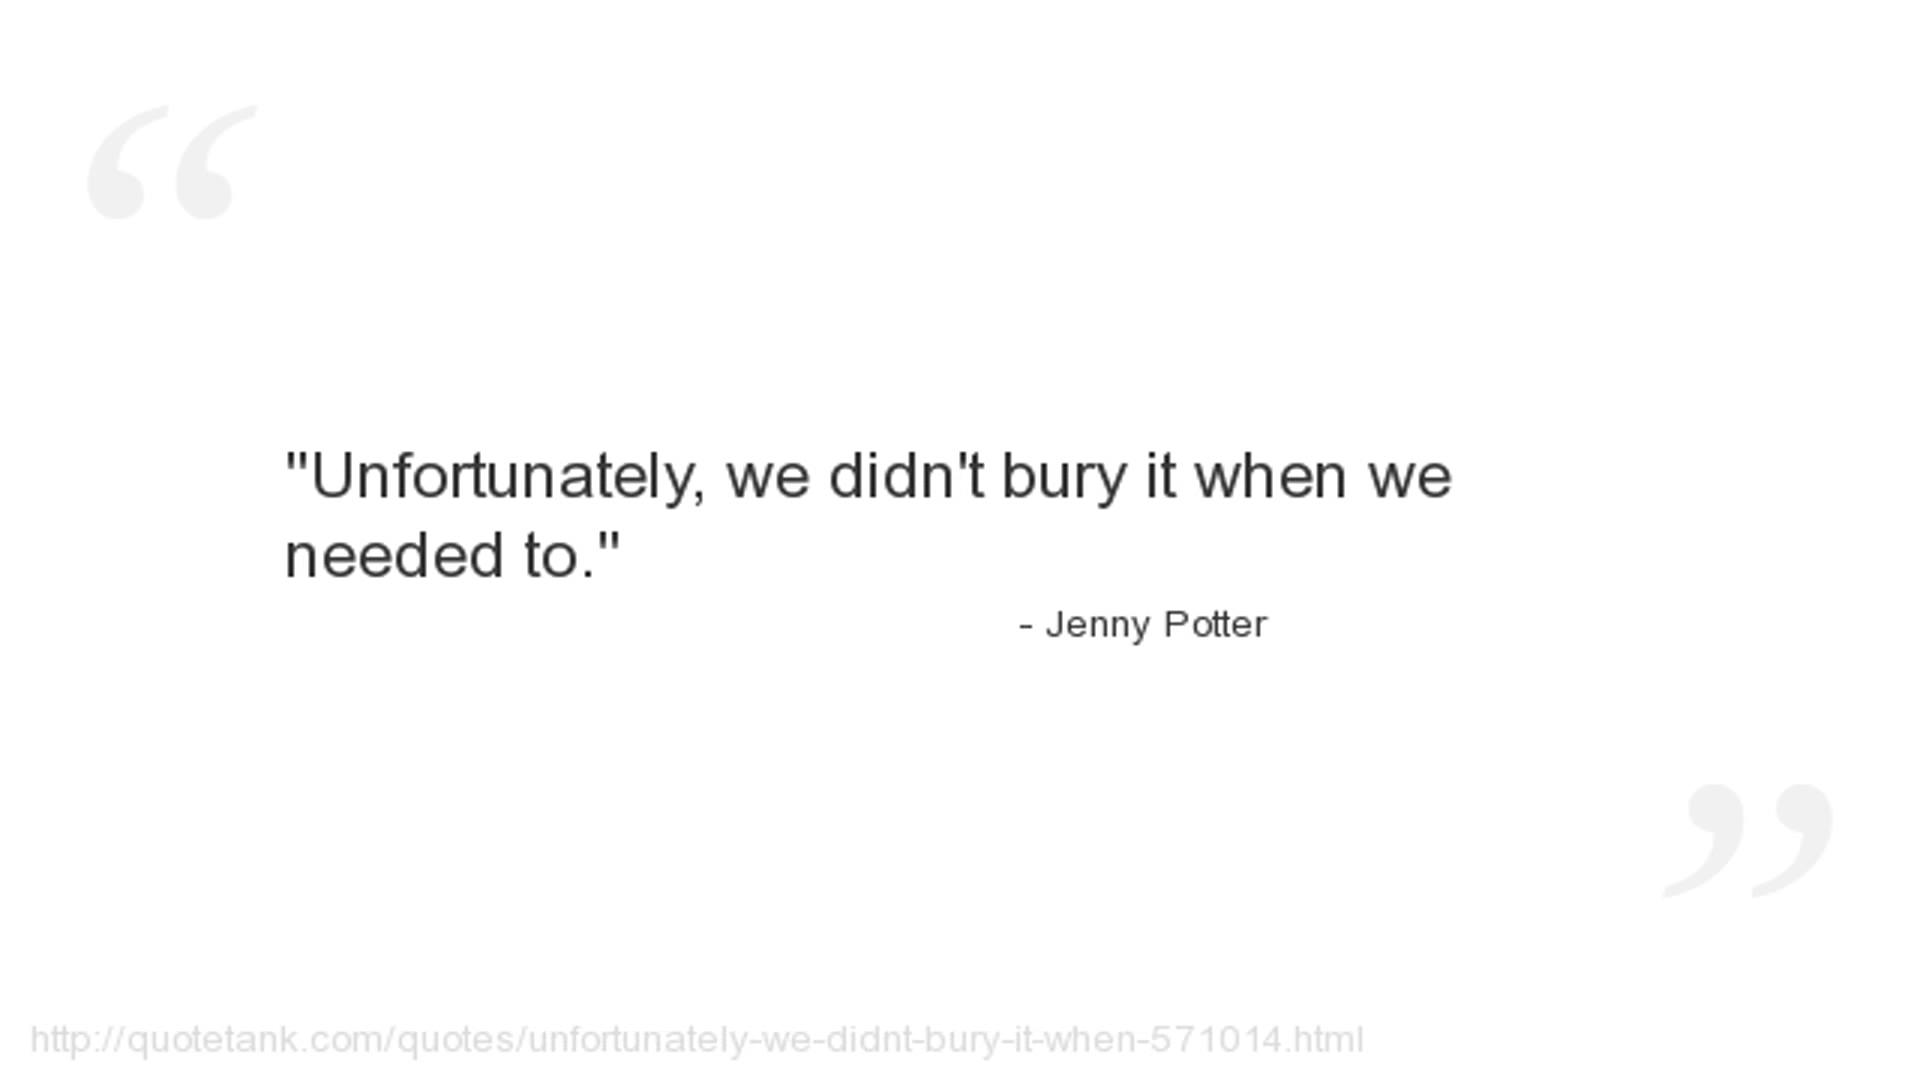 "Unfortunately, we didn't bury it when we
needed to."
- Jenny Potter
http://quotetank.com/quotes/unfortunately-we-didnt-bury-it-when-571014.html